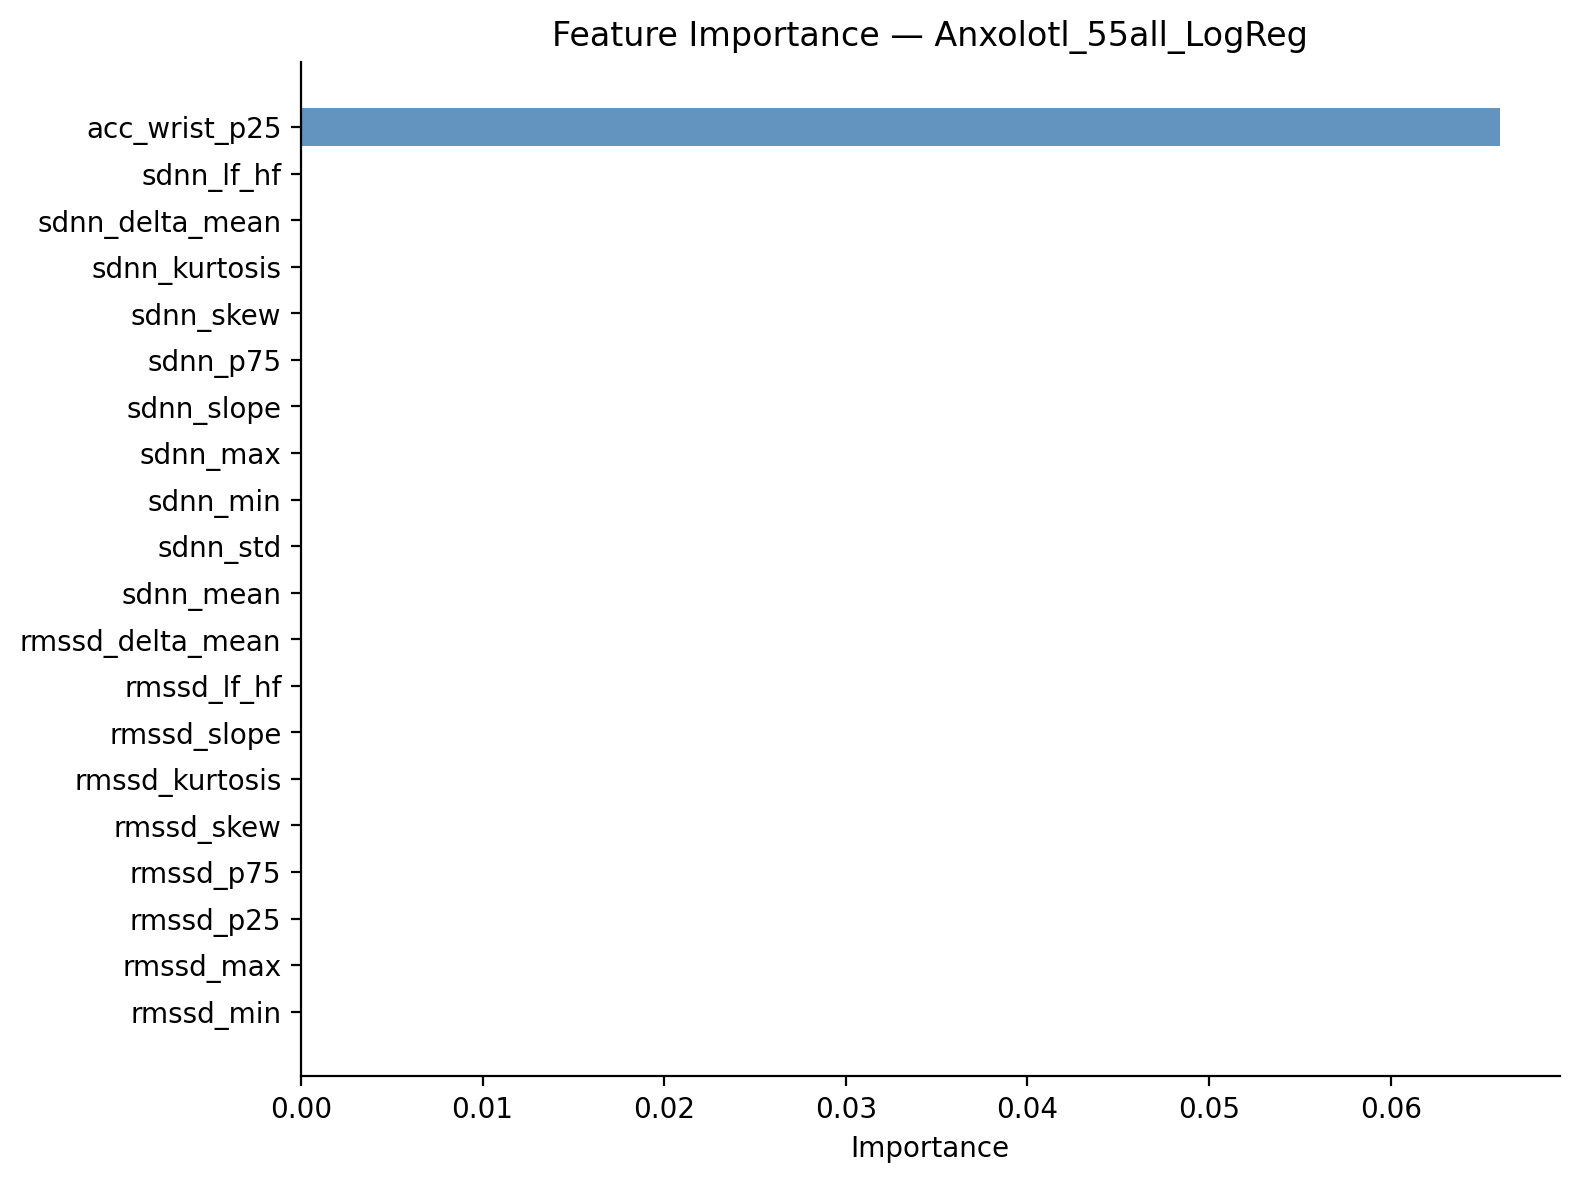 Feature Importance — Anxolotl_55all_LogReg
acc_wrist_p25
sdnn_lf_hf
sdnn_delta_mean
sdnn_kurtosis
sdnn_skew
sdnn_p75
sdnn_slope
sdnn_max
sdnn_min
sdnn_std
sdnn_mean
rmssd_delta_mean
rmssd_lf_hf
rmssd_slope
rmssd_kurtosis
rmssd_skew
rmssd_p75
rmssd_p25
rmssd_max
rmssd_min
0.00 0.01 0.02 0.03 0.04 0.05 0.06
Importance